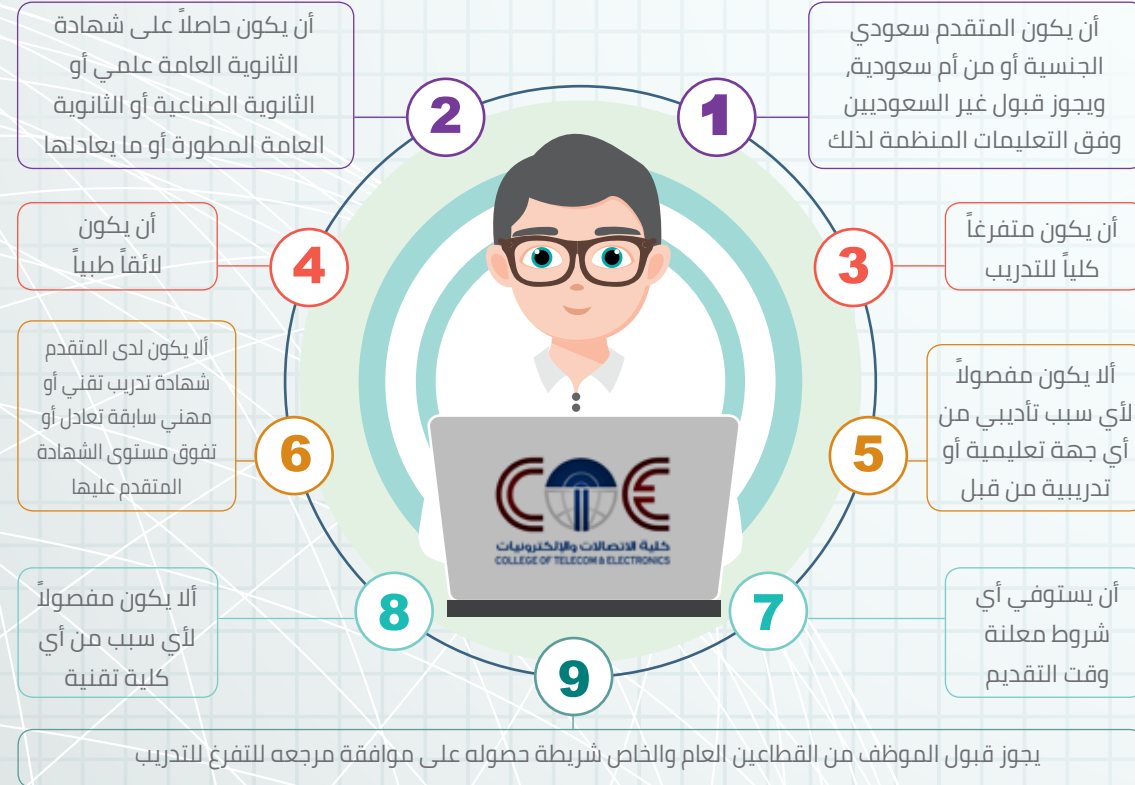 أن يكون المتقدم سعودي
الجنسية أو من أم سعودية،
ويجوز قبول غير السعوديين
وفق التعليمات المنظمة لذلك
1
أن يكون حاصلاً على شهادة
الثانوية العامة علمي أو
الثانوية الصناعية أو الثانوية
العامة المطورة أو ما يعادلها
2
أن يكون متفرغاً
كلياً للتدريب
3
أن يكون
لائقاً طبياً
4
ألا يكون مفصولاً
لأي سبب تأديبي من
أي جهة تعليمية أو
تدريبية من قبل
5
ألا يكون لدى المتقدم
شهادة تدريب تقني أو
مهني سابقة تعادل أو
تفوق مستوى الشهادة
المتقدم عليها
6
كلية الاتصالات والإلكترونيات
COLLEGE OF TELECOM & ELECTRONICS
أن يستوفي أي
شروط معلنة
وقت التقديم
7
ألا يكون مفصولاً
لأي سبب من أي
كلية تقنية
8
9
يجوز قبول الموظف من القطاعين العام والخاص شريطة حصوله على موافقة مرجعه للتفرغ للتدريب